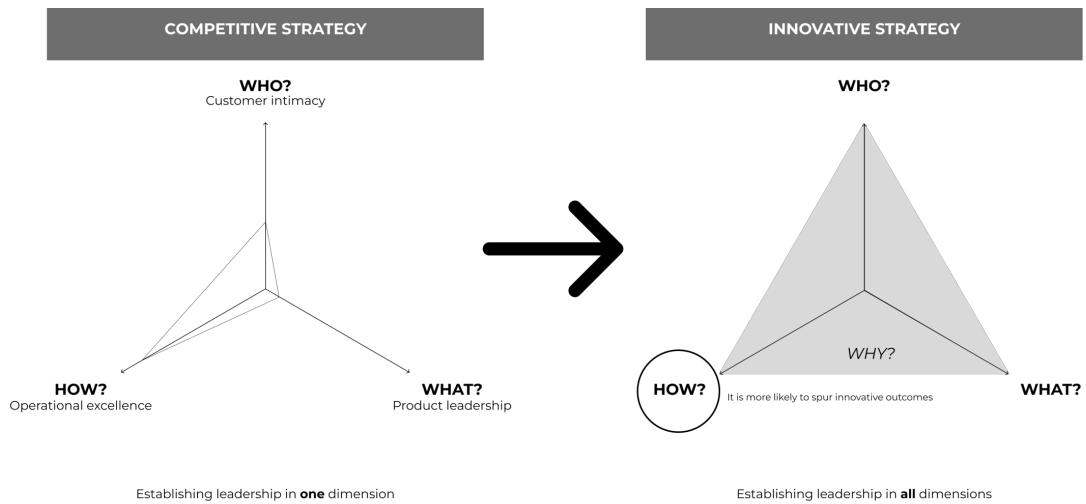 COMPETITIVE STRATEGY
WHO?
Customer intimacy
HOW?
Operational excellence
WHAT?
Product leadership
Establishing leadership in one dimension
INNOVATIVE STRATEGY
WHO?
WHY?
HOW?
It is more likely to spur innovative outcomes
WHAT?
Establishing leadership in all dimensions